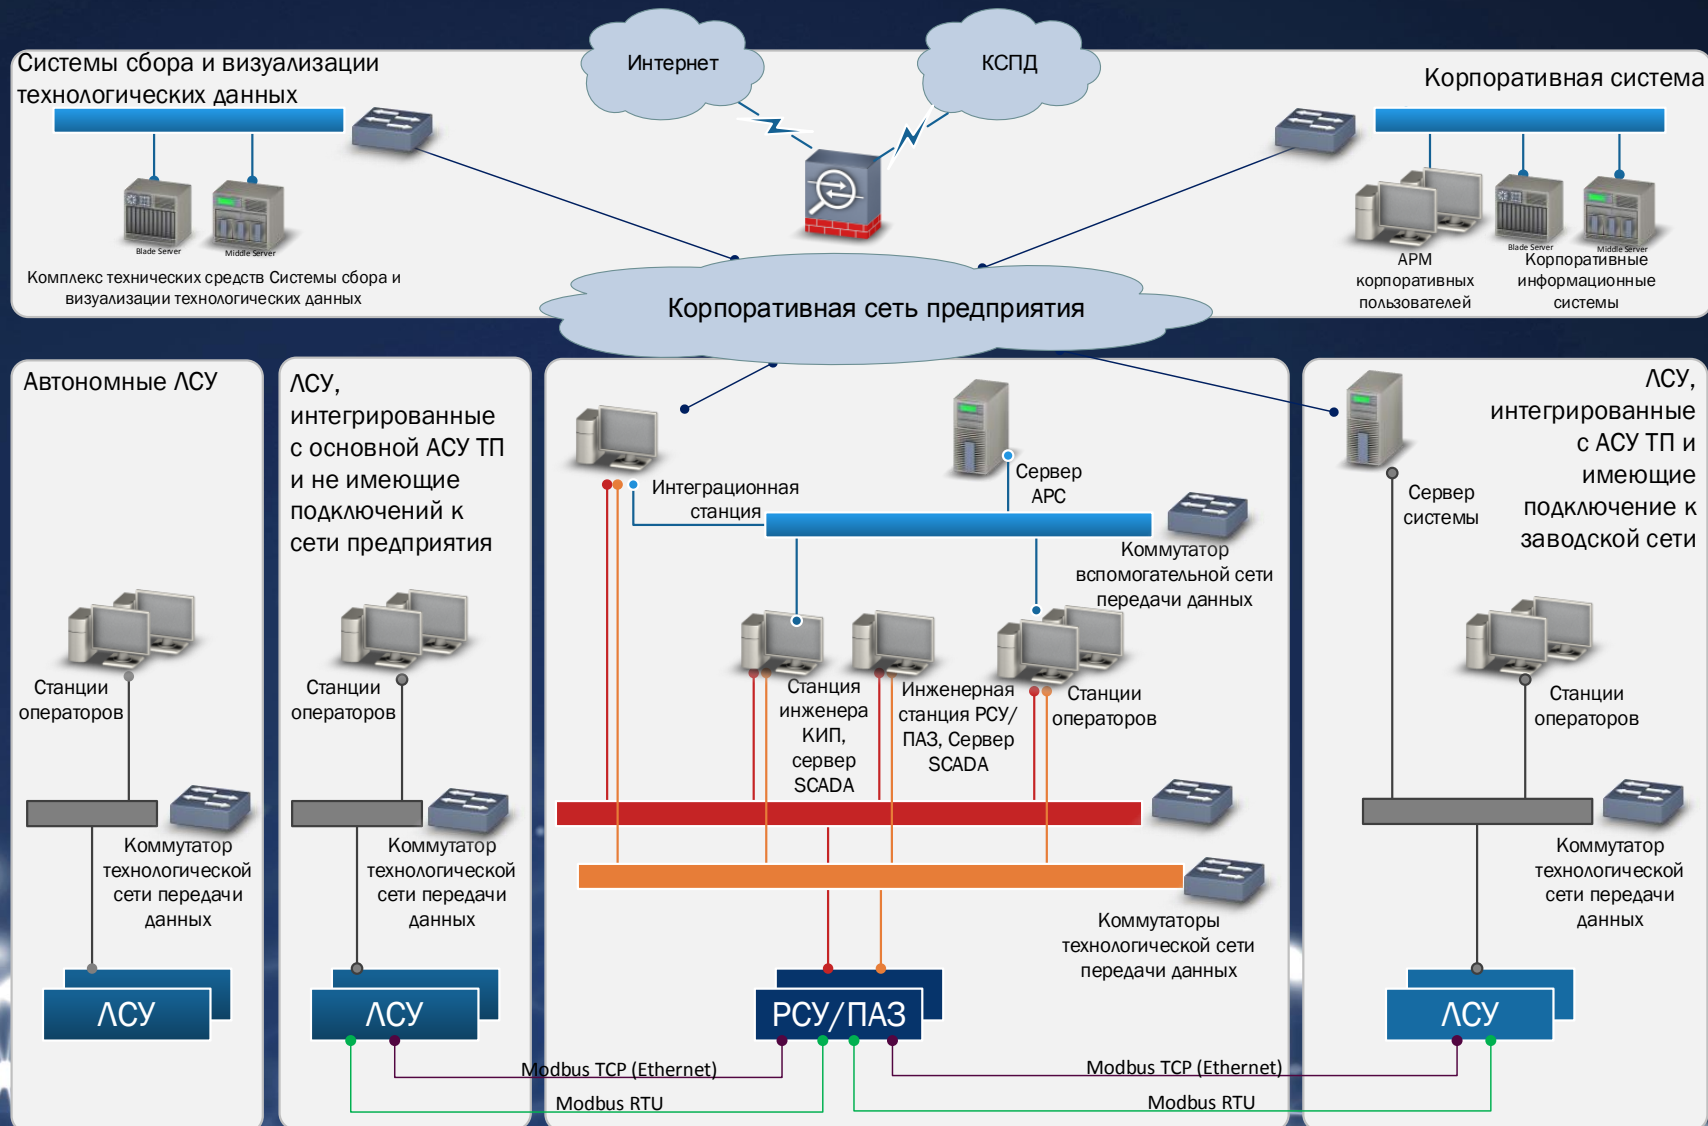 Системы сбора и визуализации
технологических данных
Интернет
КСПД
Корпоративная система
Blade Server
Middle Server
Комплекс технических средств Системы сбора и
визуализации технологических данных
Blade Server
Middle Server
АРМ
корпоративных
пользователей
Корпоративные
информационные
системы
Корпоративная сеть предприятия
Автономные ЛСУ
Станции
операторов
Коммутатор
технологической
сети передачи
данных
ЛСУ
ЛСУ,
интегрированные
с основной АСУ ТП
и не имеющие
подключений к
сети предприятия
Станции
операторов
Коммутатор
технологической
сети передачи
данных
ЛСУ
Интеграционная
станция
Сервер
APC
Коммутатор
вспомогательной сети
передачи данных
Станция
инженера
КИП,
сервер
SCADA
Инженерная
станция РСУ/
ПАЗ, Сервер
SCADA
Станции
операторов
Коммутаторы
технологической сети
передачи данных
РСУ/ПАЗ
ЛСУ,
интегрированные
с АСУ ТП и
имеющие
подключение к
заводской сети
Сервер
системы
Станции
операторов
Коммутатор
технологической
сети передачи
данных
ЛСУ
Modbus TCP (Ethernet)
Modbus RTU
Modbus TCP (Ethernet)
Modbus RTU